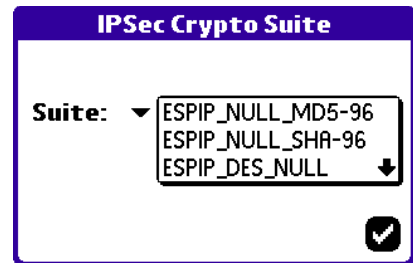 IPSec Crypto Suite
Suite: ESPIP_NULL_MD5-96
ESPIP_NULL_SHA-96
ESPIP_DES_NULL